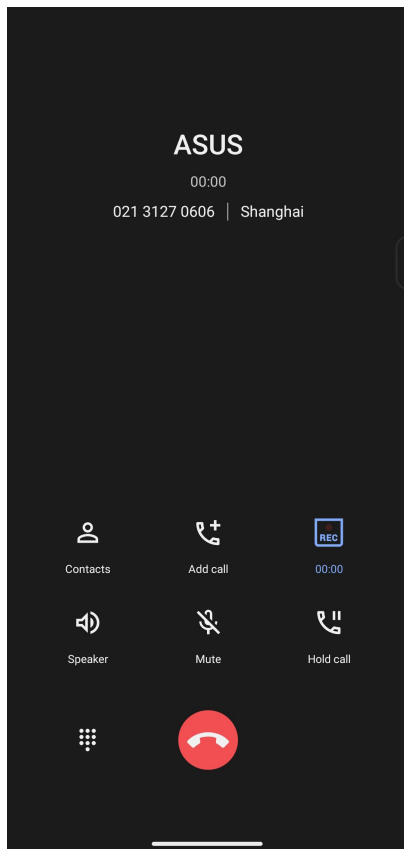 ASUS
00:00
021 3127 0606 | Shanghai
Contacts
Add call
REC
00:00
Speaker
Mute
Hold call